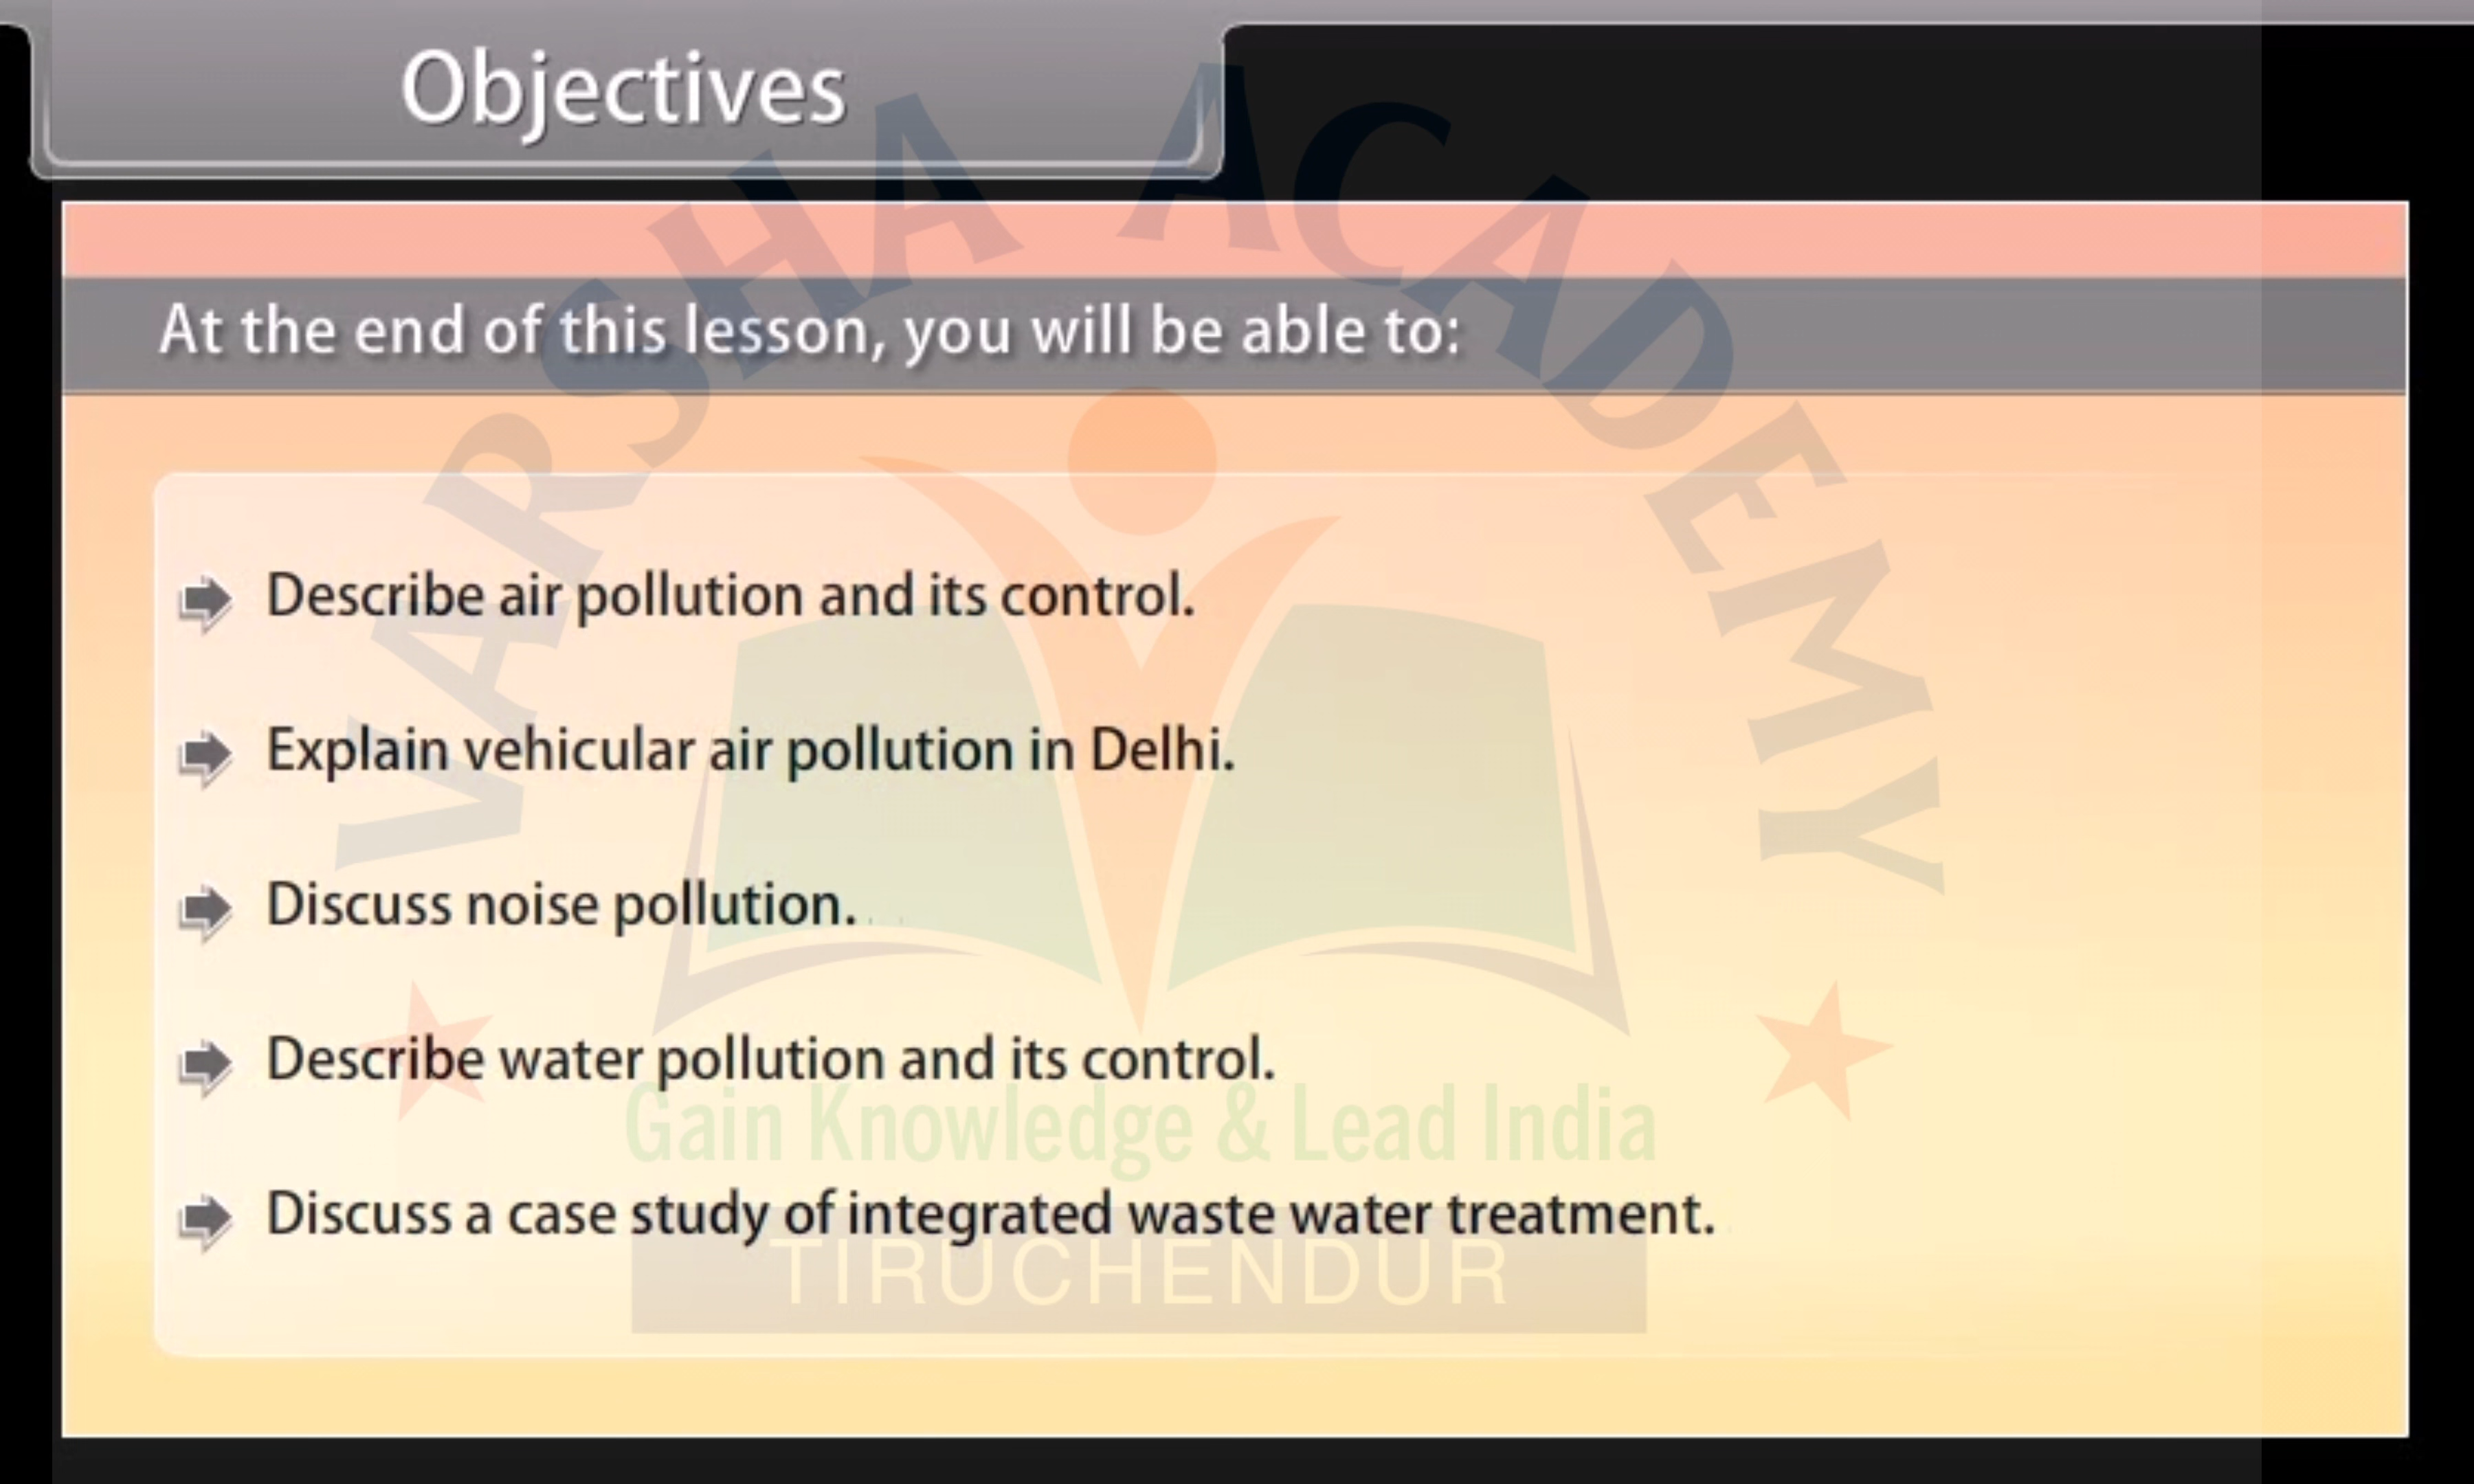 Objectives
VARSHA ACADEMY
At the end of this lesson, you will be able to:
Describe air pollution and its control.
Explain vehicular air pollution in Delhi.
Discuss noise pollution.
Describe water pollution and its control.
Gain Knowledge & Lead India
Discuss a case study of integrated waste water treatment.
TIRUCHENDUR